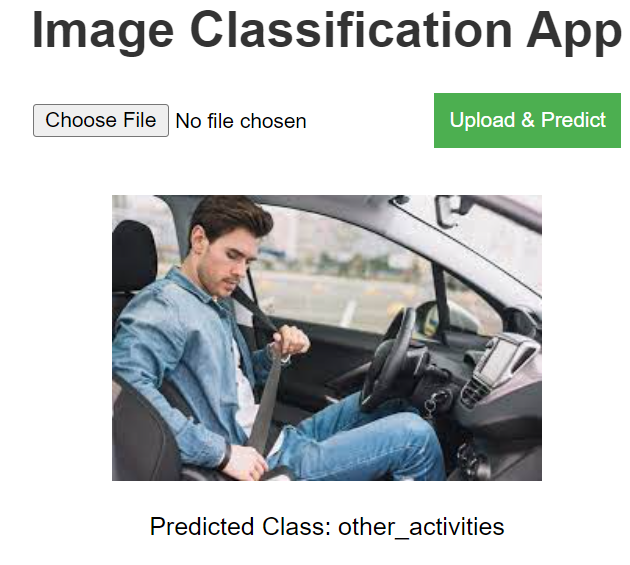 Image Classification App
Choose File No file chosen
Upload & Predict
Predicted Class: other_activities